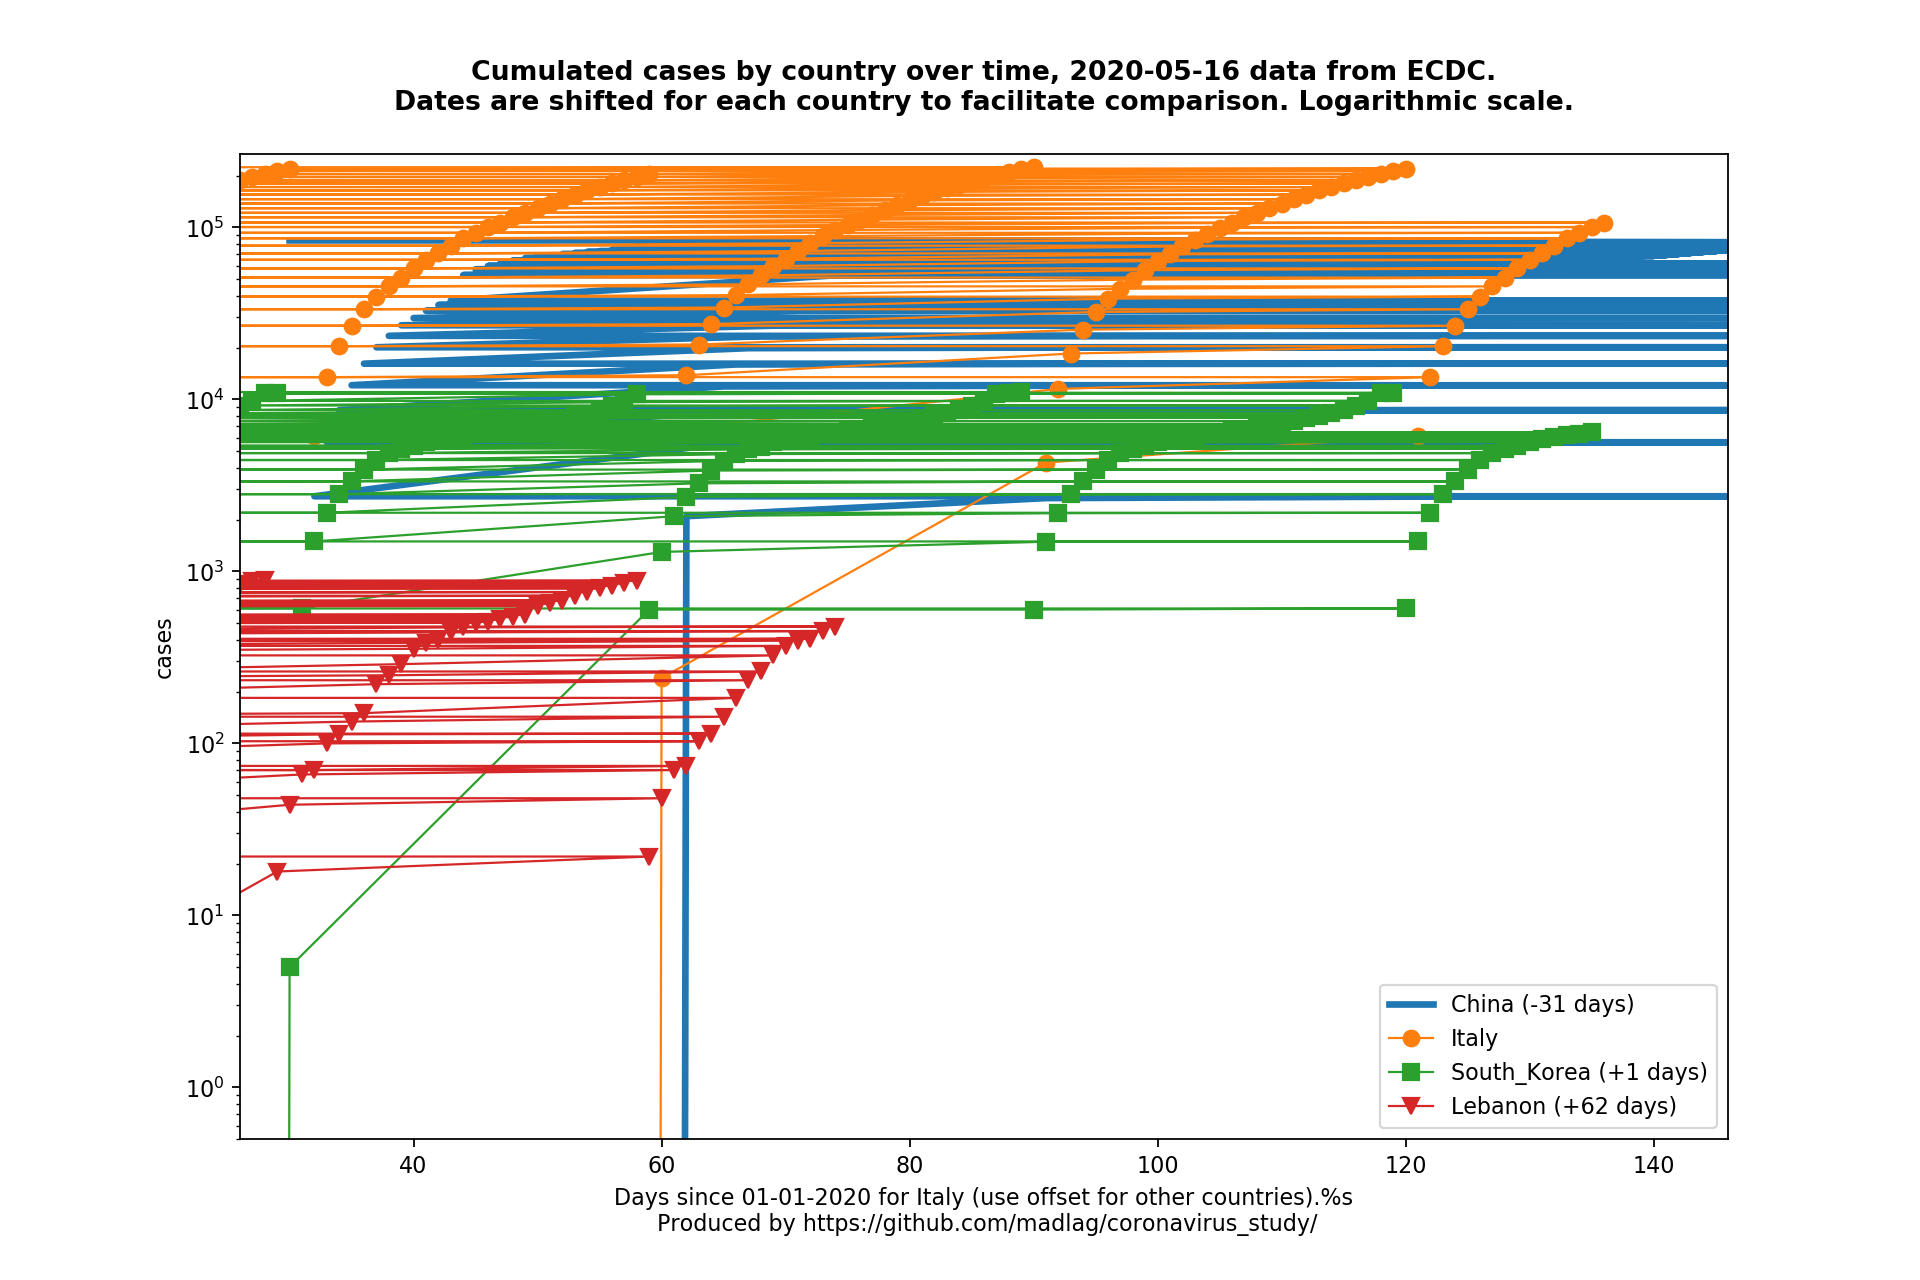 Cumulated cases by country over time, 2020-05-16 data from ECDC.
Dates are shifted for each country to facilitate comparison. Logarithmic scale.
cases
10^5
10^4
10^3
10^2
10^1
10^0
China (-31 days)
Italy
South_Korea (+1 days)
Lebanon (+62 days)
40 60 80 100 120 140
Days since 01-01-2020 for Italy (use offset for other countries).%s
Produced by https://github.com/madlag/coronavirus_study/